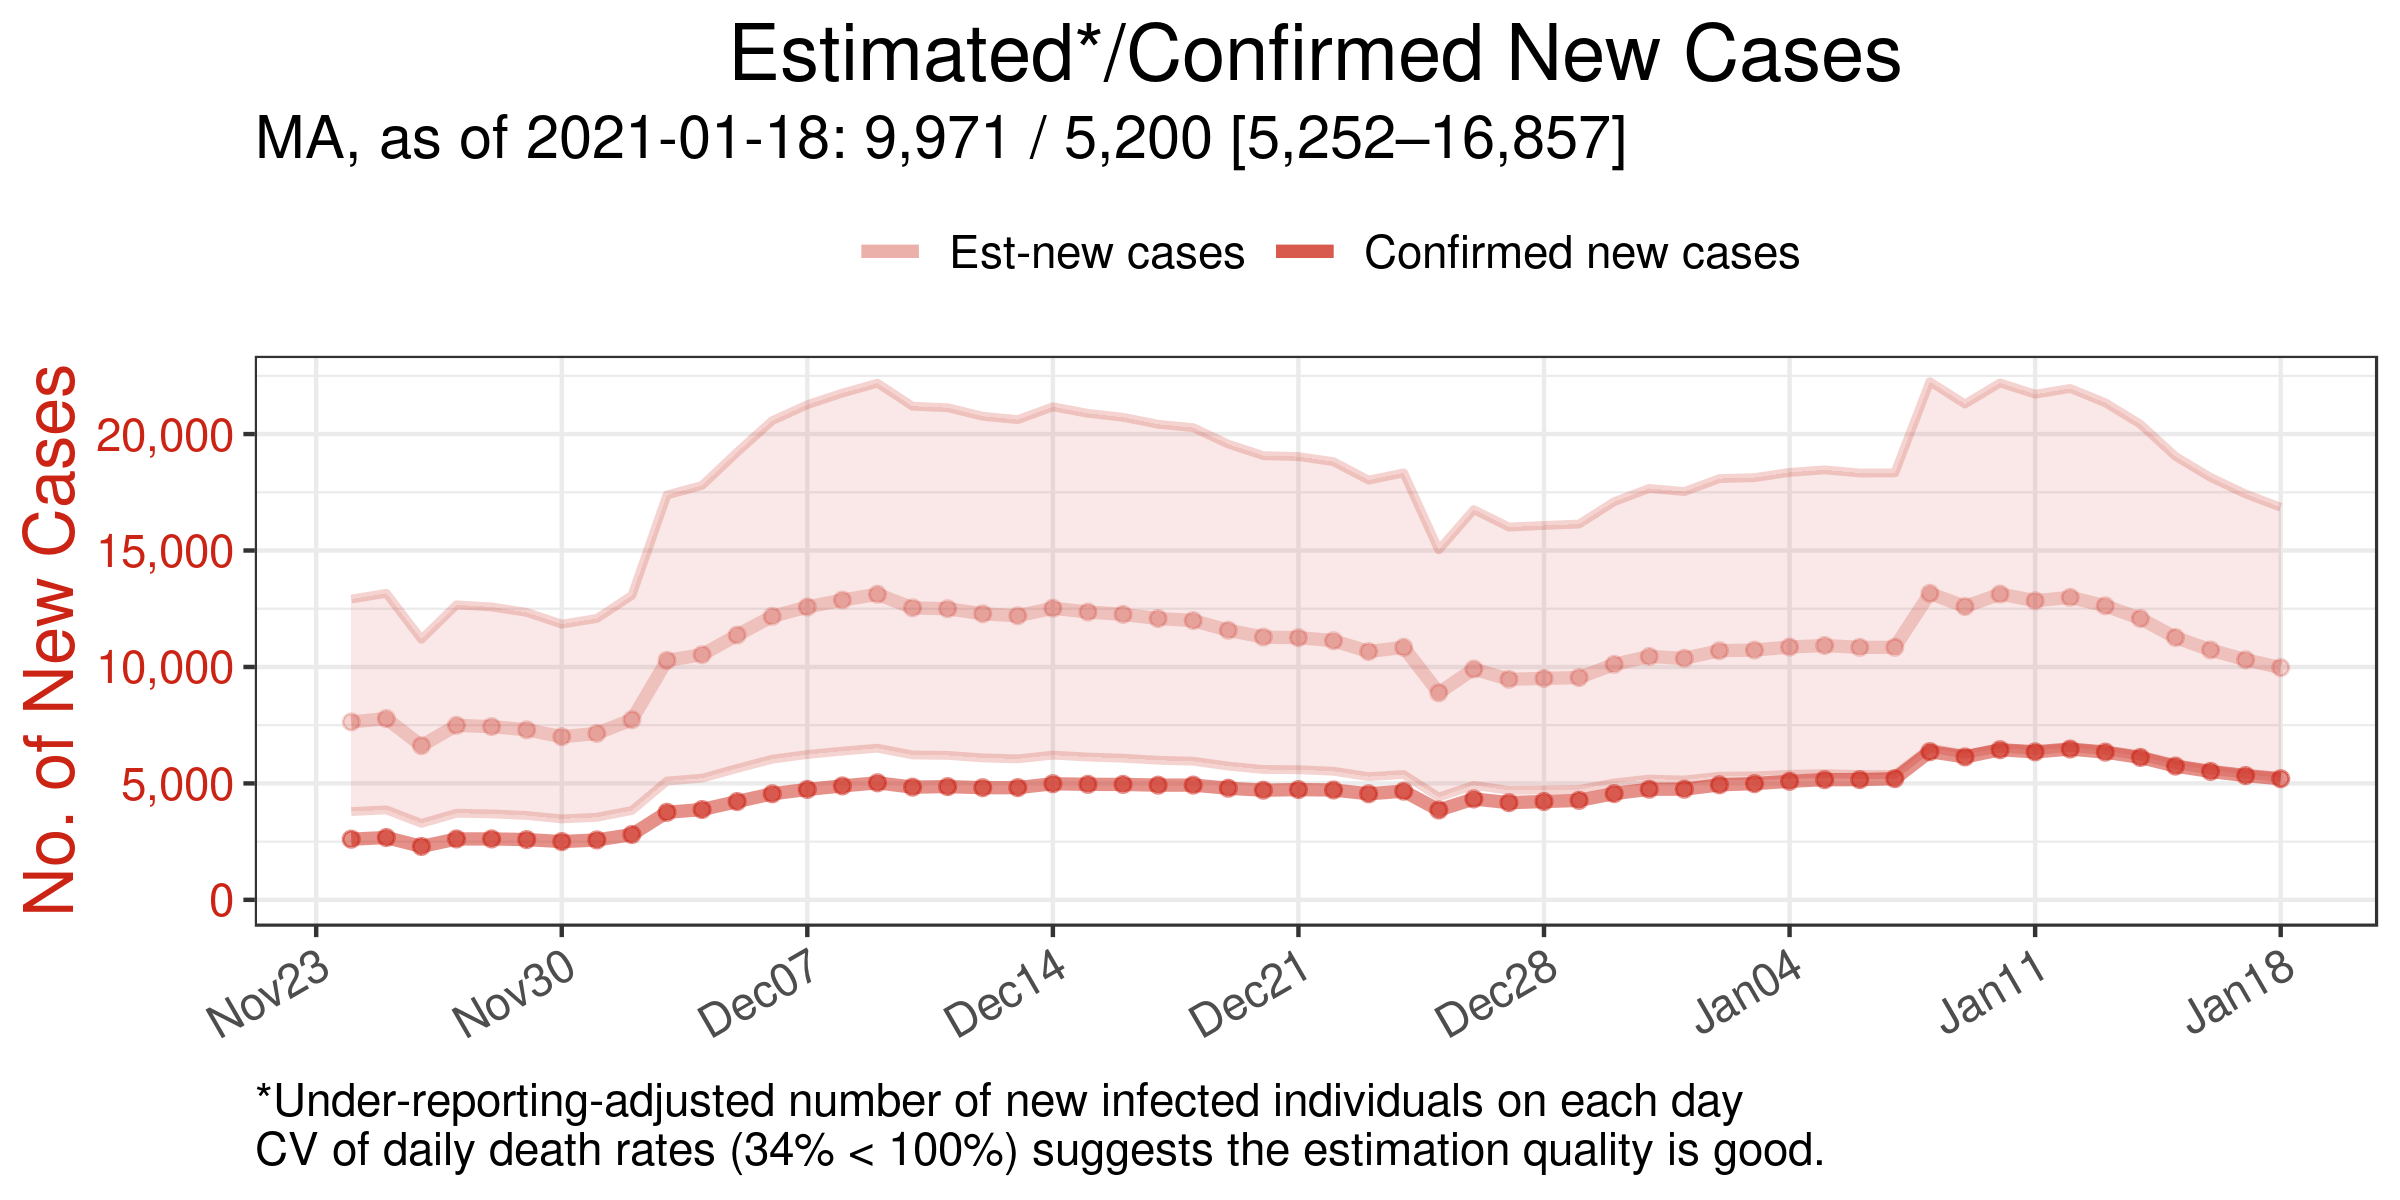 Estimated*/Confirmed New Cases
MA, as of 2021-01-18: 9,971 / 5,200 [5,252–16,857]
Est-new cases
Confirmed new cases
No. of New Cases
20,000
15,000
10,000
5,000
0
Nov23
Nov30
Dec07
Dec14
Dec21
Dec28
Jan04
Jan11
Jan18
*Under-reporting-adjusted number of new infected individuals on each day
CV of daily death rates (34% < 100%) suggests the estimation quality is good.